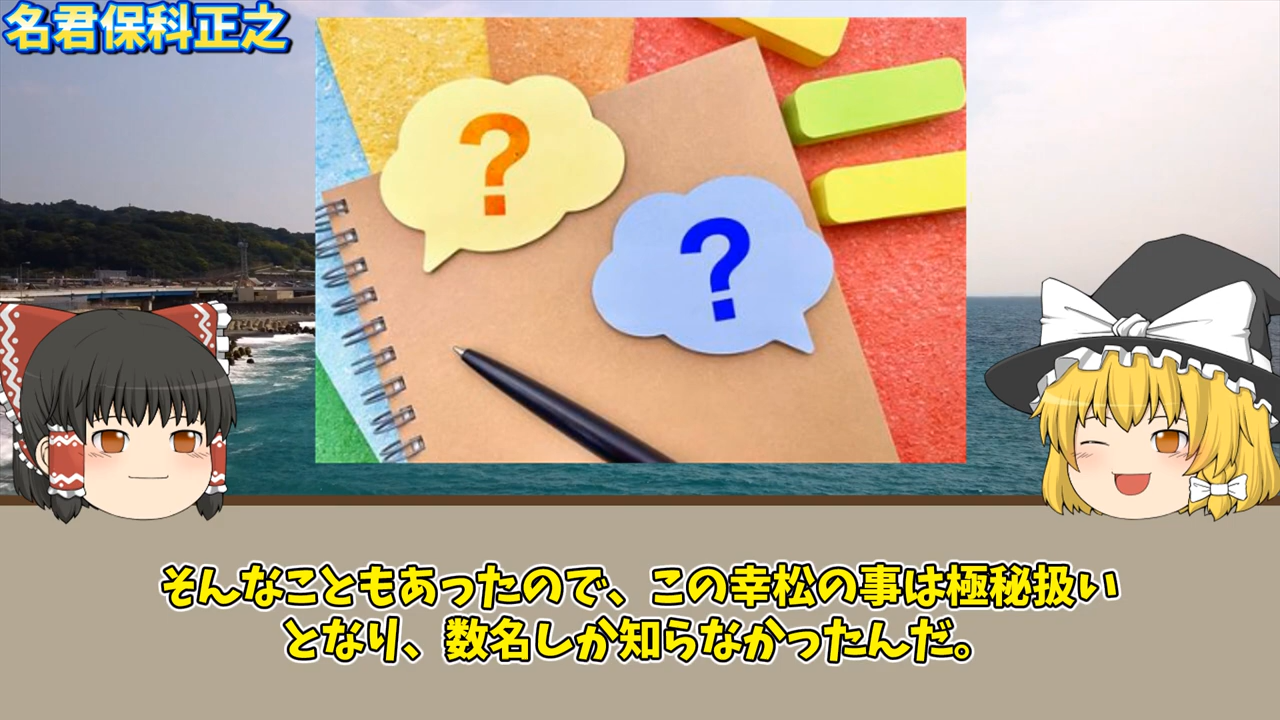 名君保科正之
?
?
そんなこともあったので、この幸松の事は極秘扱い
となり、数名しか知らなかったんだ。